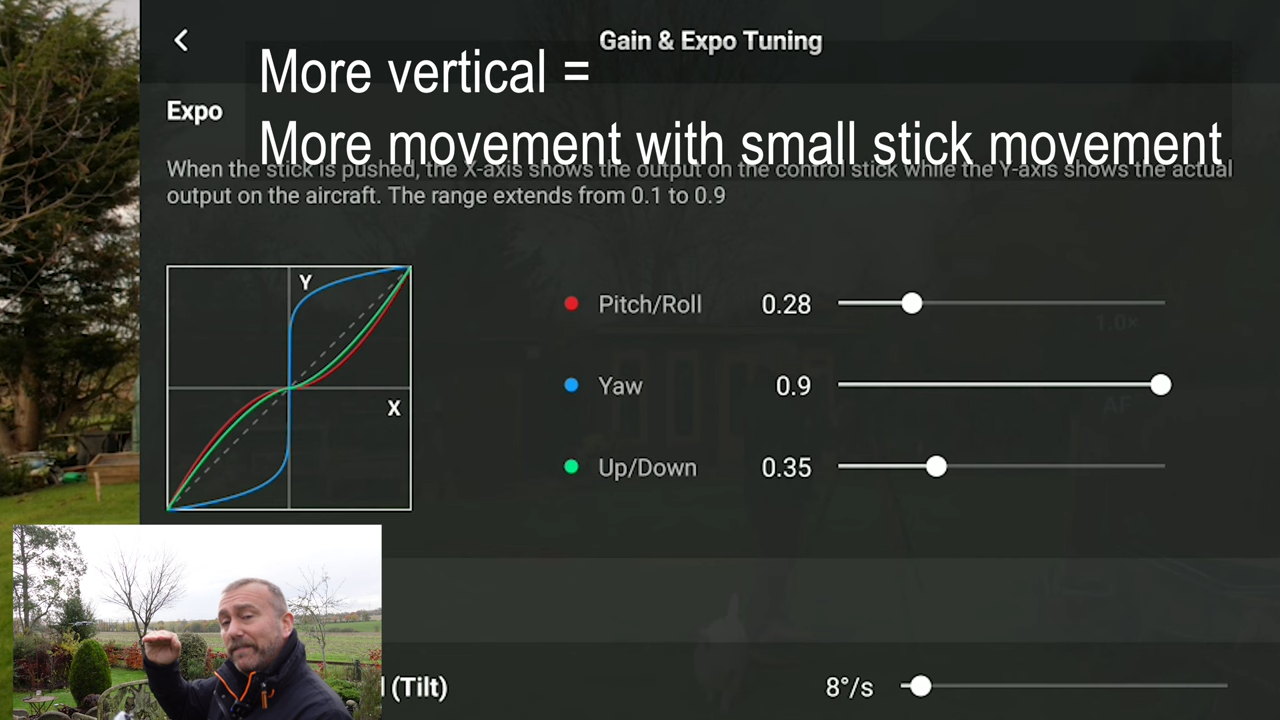 Gain & Expo Tuning
More vertical =
Expo
More movement with small stick movement
When the stick is pushed, the X-axis shows the output on the control stick while the Y-axis shows the actual
output on the aircraft. The range extends from 0.1 to 0.9
Y
X
Pitch/Roll 0.28
1.0×
Yaw 0.9
AF
Up/Down 0.35
(Tilt) 8°/s